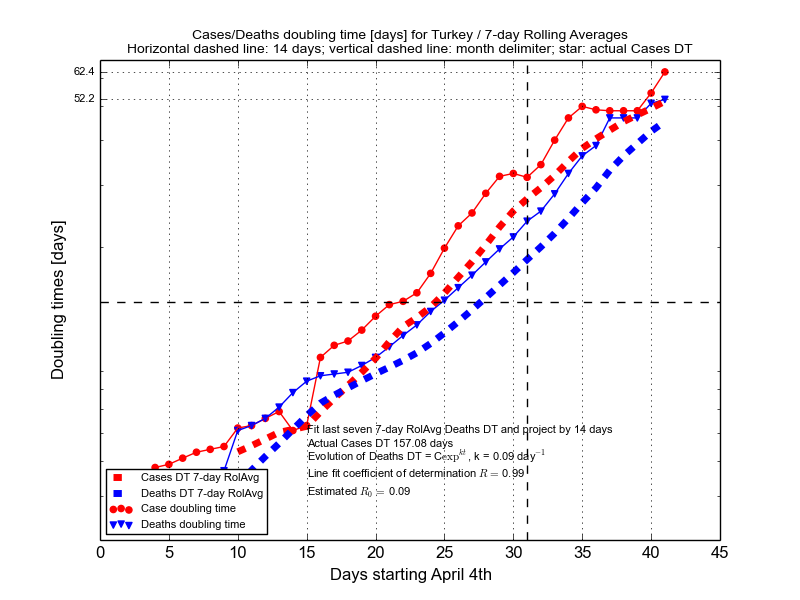 Cases/Deaths doubling time [days] for Turkey / 7-day Rolling Averages
Horizontal dashed line: 14 days; vertical dashed line: month delimiter; star: actual Cases DT
62.4
52.2
Doubling times [days]
Fit last seven 7-day RolAvg Deaths DT and project by 14 days
Actual Cases DT 157.08 days
Evolution of Deaths DT = Cexp^{kt}, k = 0.09 day^{-1}
Line fit coefficient of determination R = 0.99
Estimated R_0 = 0.09
Cases DT 7-day RolAvg
Deaths DT 7-day RolAvg
Case doubling time
Deaths doubling time
0 5 10 15 20 25 30 35 40 45
Days starting April 4th